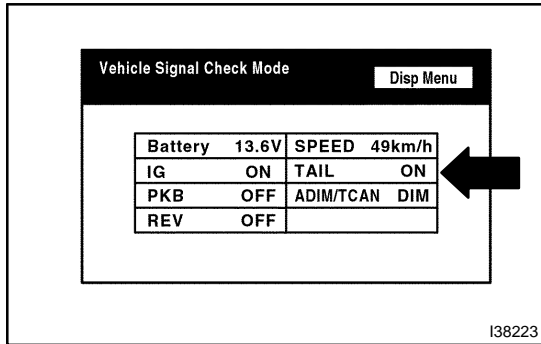 Vehicle Signal Check Mode
Disp Menu
Battery 13.6V SPEED 49km/h
IG ON TAIL ON
PKB OFF ADIM/TCAN DIM
REV OFF
I38223